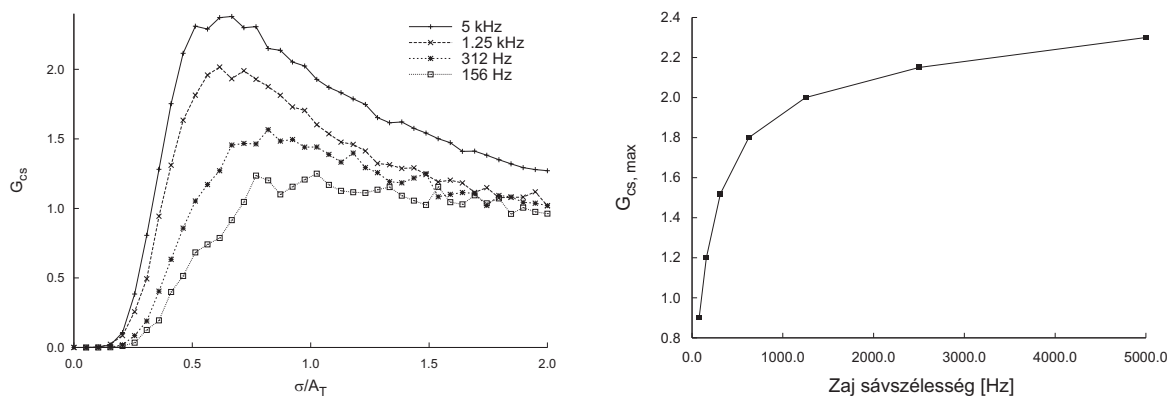 5 kHz
1.25 kHz
312 Hz
156 Hz
2.0
1.5
1.0
0.5
0.0
G_cs
0.0 0.5 1.0 1.5 2.0
σ/A_T
2.4
2.2
2.0
1.8
1.6
1.4
1.2
1.0
0.8
G_cs, max
0.0 1000.0 2000.0 3000.0 4000.0 5000.0
Zaj sávszélesség [Hz]